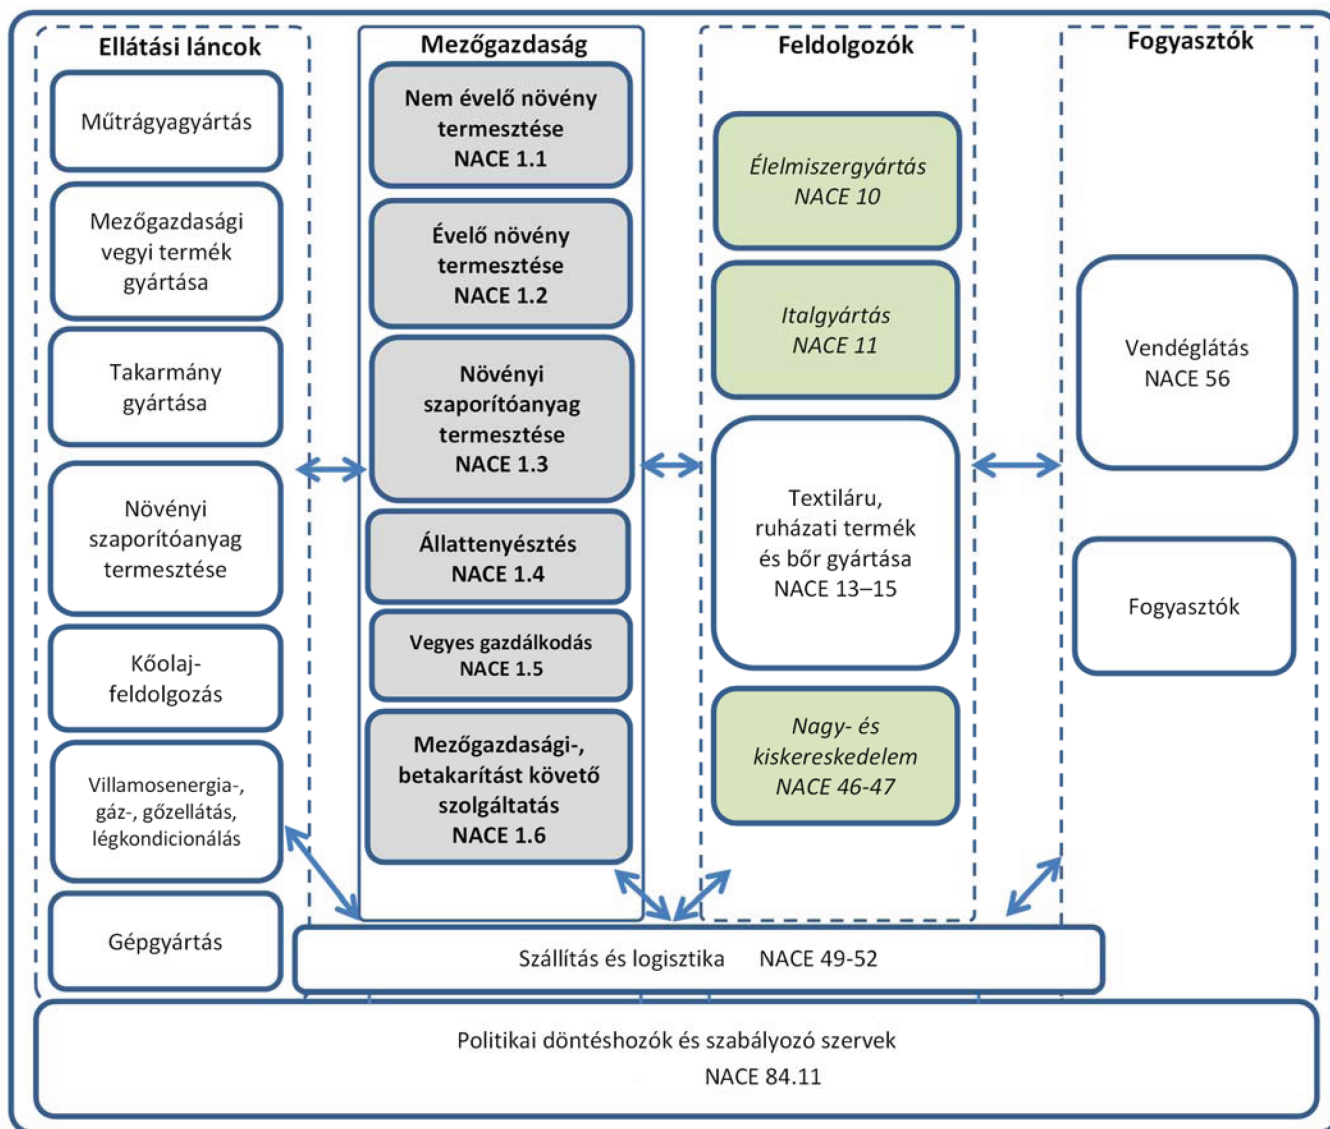 Ellátási láncok
Műtrágyagyártás
Mezőgazdasági
vegyi termék
gyártása
Takarmány
gyártása
Növényi
szaporítóanyag
termesztése
Kőolaj-
feldolgozás
Villamosenergia-,
gáz-, gőzellátás,
légkondicionálás
Gépgyártás
Mezőgazdaság
Nem évelő növény
termesztése
NACE 1.1
Évelő növény
termesztése
NACE 1.2
Növényi
szaporítóanyag
termesztése
NACE 1.3
Állattenyésztés
NACE 1.4
Vegyes gazdálkodás
NACE 1.5
Mezőgazdasági-,
betakarítást követő
szolgáltatás
NACE 1.6
Feldolgozók
Élelmiszergyártás
NACE 10
Italgyártás
NACE 11
Textiláru,
ruházati termék
és bőr gyártása
NACE 13–15
Nagy- és
kiskereskedelem
NACE 46-47
Fogyasztók
Vendéglátás
NACE 56
Fogyasztók
Szállítás és logisztika NACE 49-52
Politikai döntéshozók és szabályozó szervek
NACE 84.11